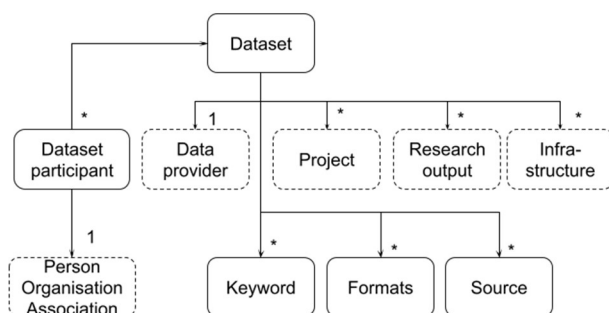 Dataset
*
1
*
*
*
Dataset
participant
Data
provider
Project
Research
output
Infra-
structure
1
*
*
*
Person
Organisation
Association
Keyword
Formats
Source